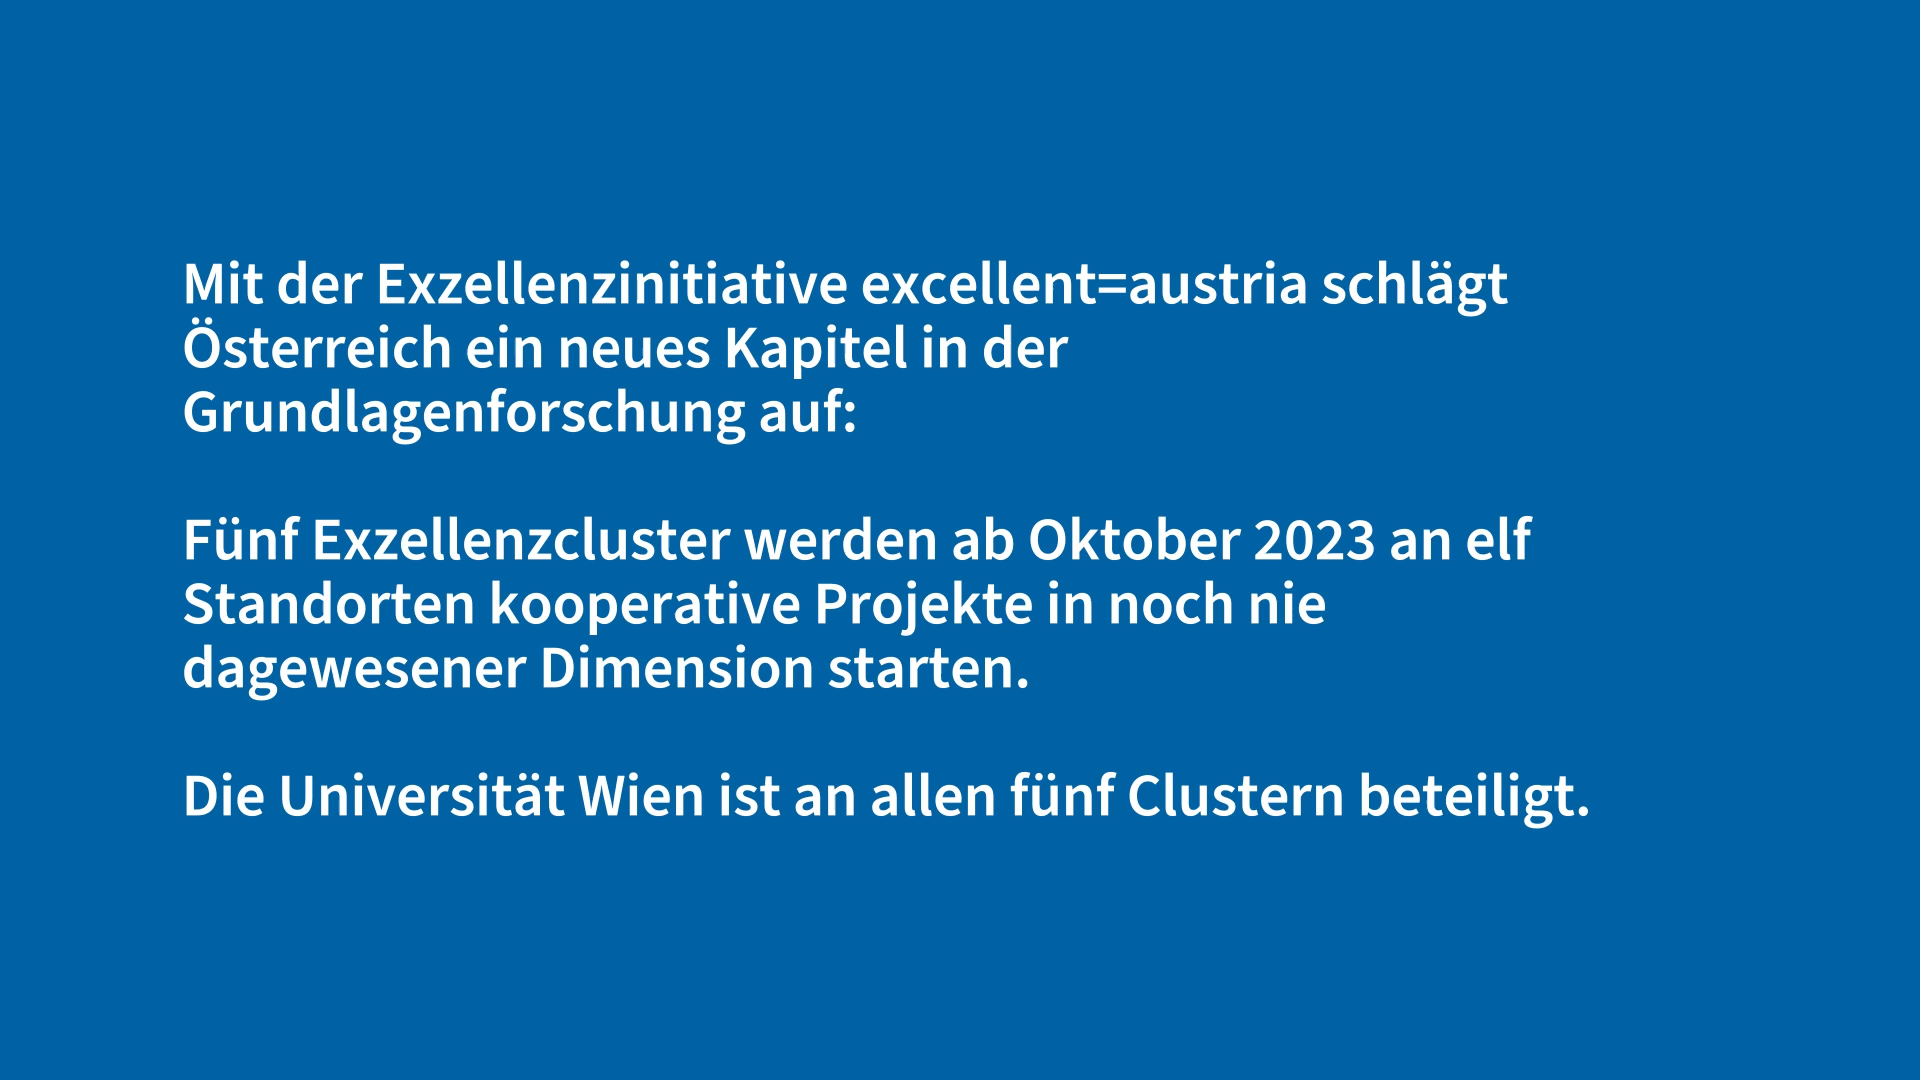 Mit der Exzellenzinitiative excellent=austria schlägt
Österreich ein neues Kapitel in der
Grundlagenforschung auf:
Fünf Exzellenzcluster werden ab Oktober 2023 an elf
Standorten kooperative Projekte in noch nie
dagewesener Dimension starten.
Die Universität Wien ist an allen fünf Clustern beteiligt.